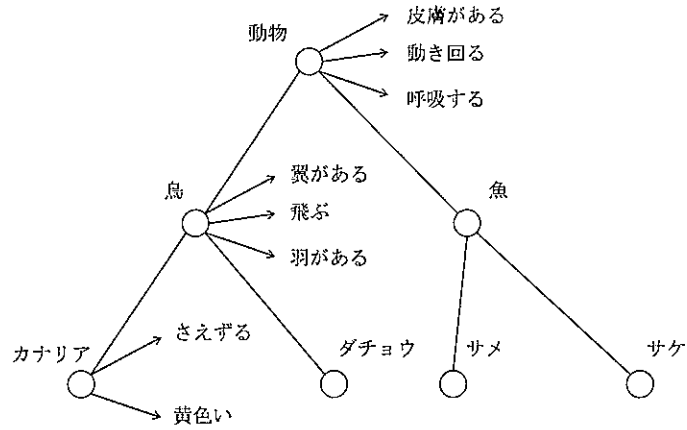 動物
皮膚がある
動き回る
呼吸する
鳥
翼がある
飛ぶ
羽がある
魚
カナリア
さえずる
黄色い
ダチョウ
サメ
サケ